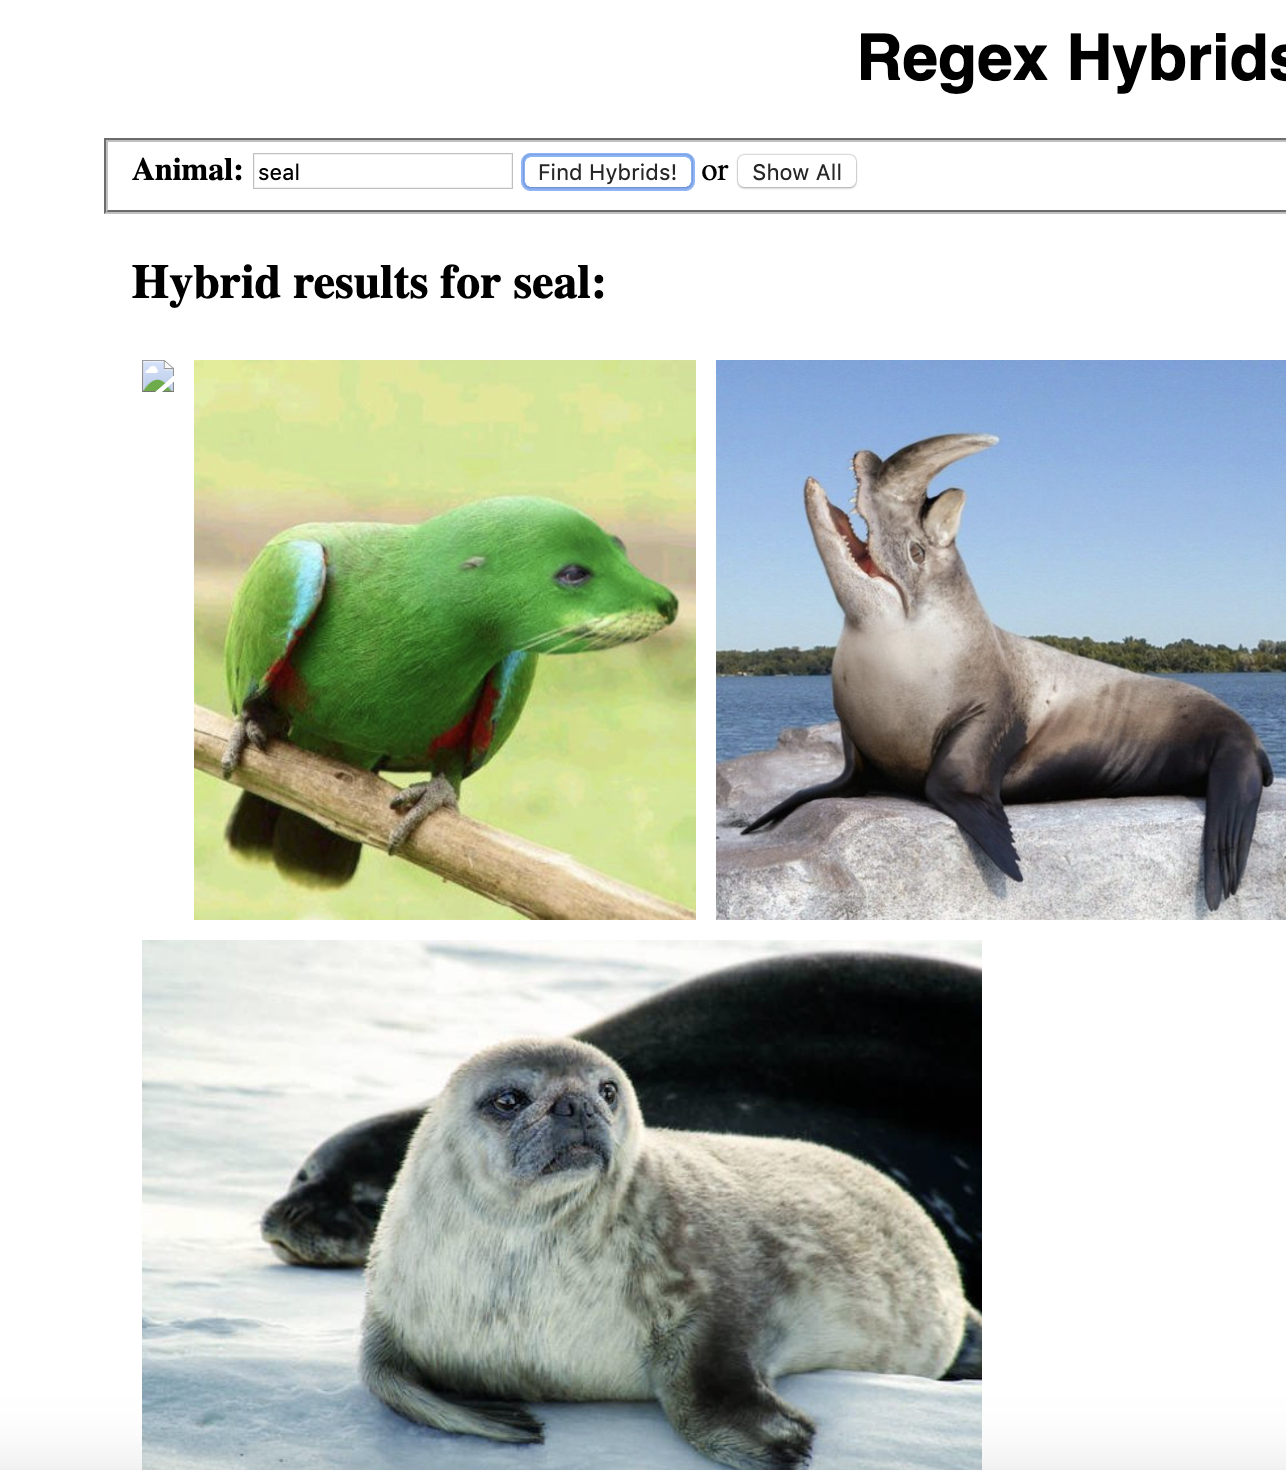 Regex Hybrids
Animal: seal Find Hybrids! or Show All
Hybrid results for seal: